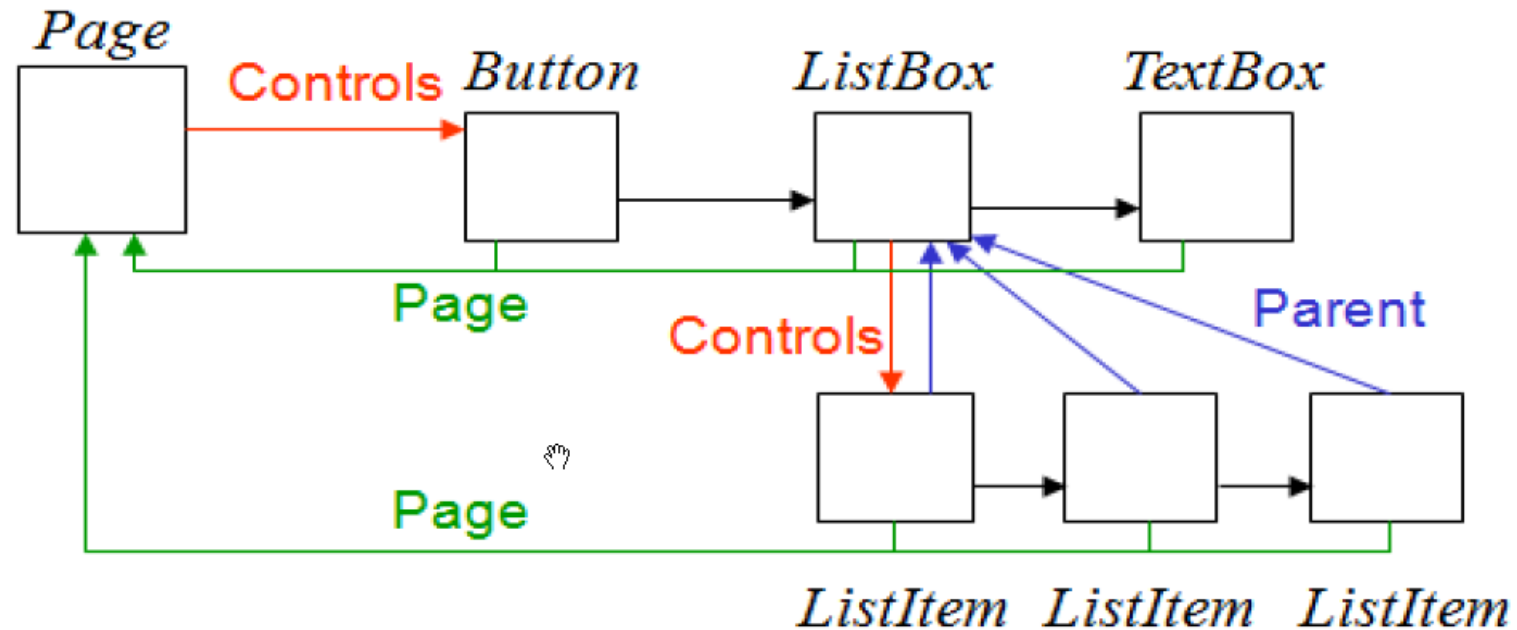 Page
Controls
Button
ListBox
TextBox
Page
Controls
Parent
Page
ListItem
ListItem
ListItem